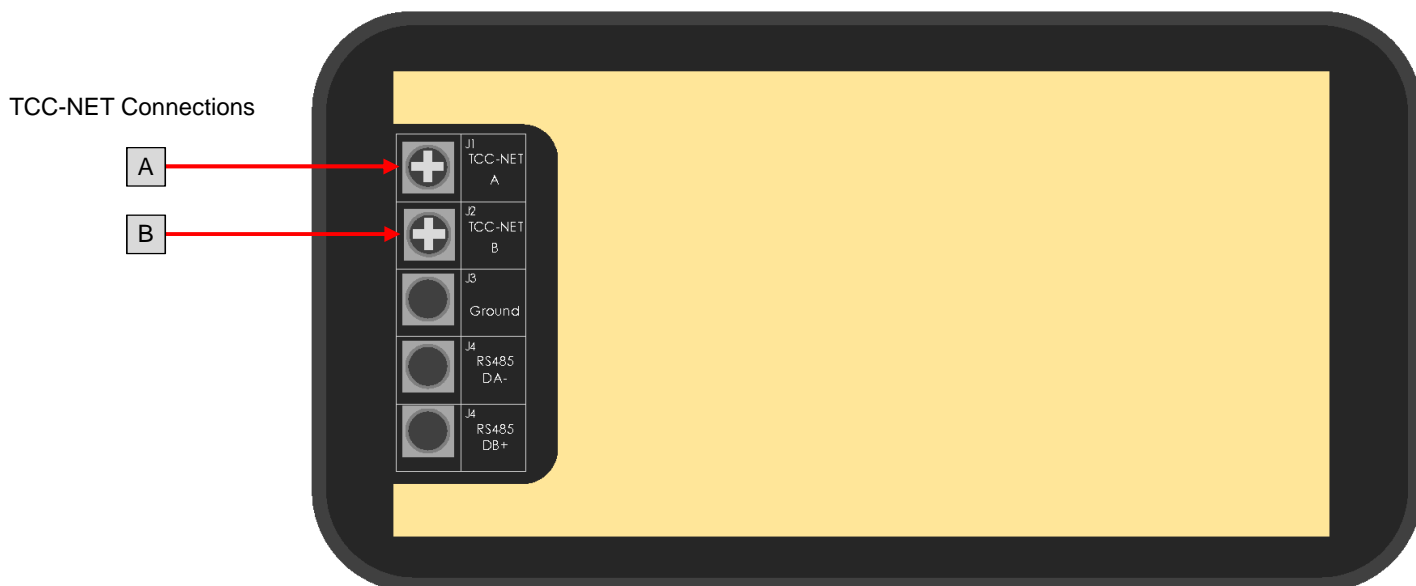 TCC-NET Connections
A
B
J1
TCC-NET
A
J2
TCC-NET
B
J3
Ground
J4
RS485
DA-
J4
RS485
DB+